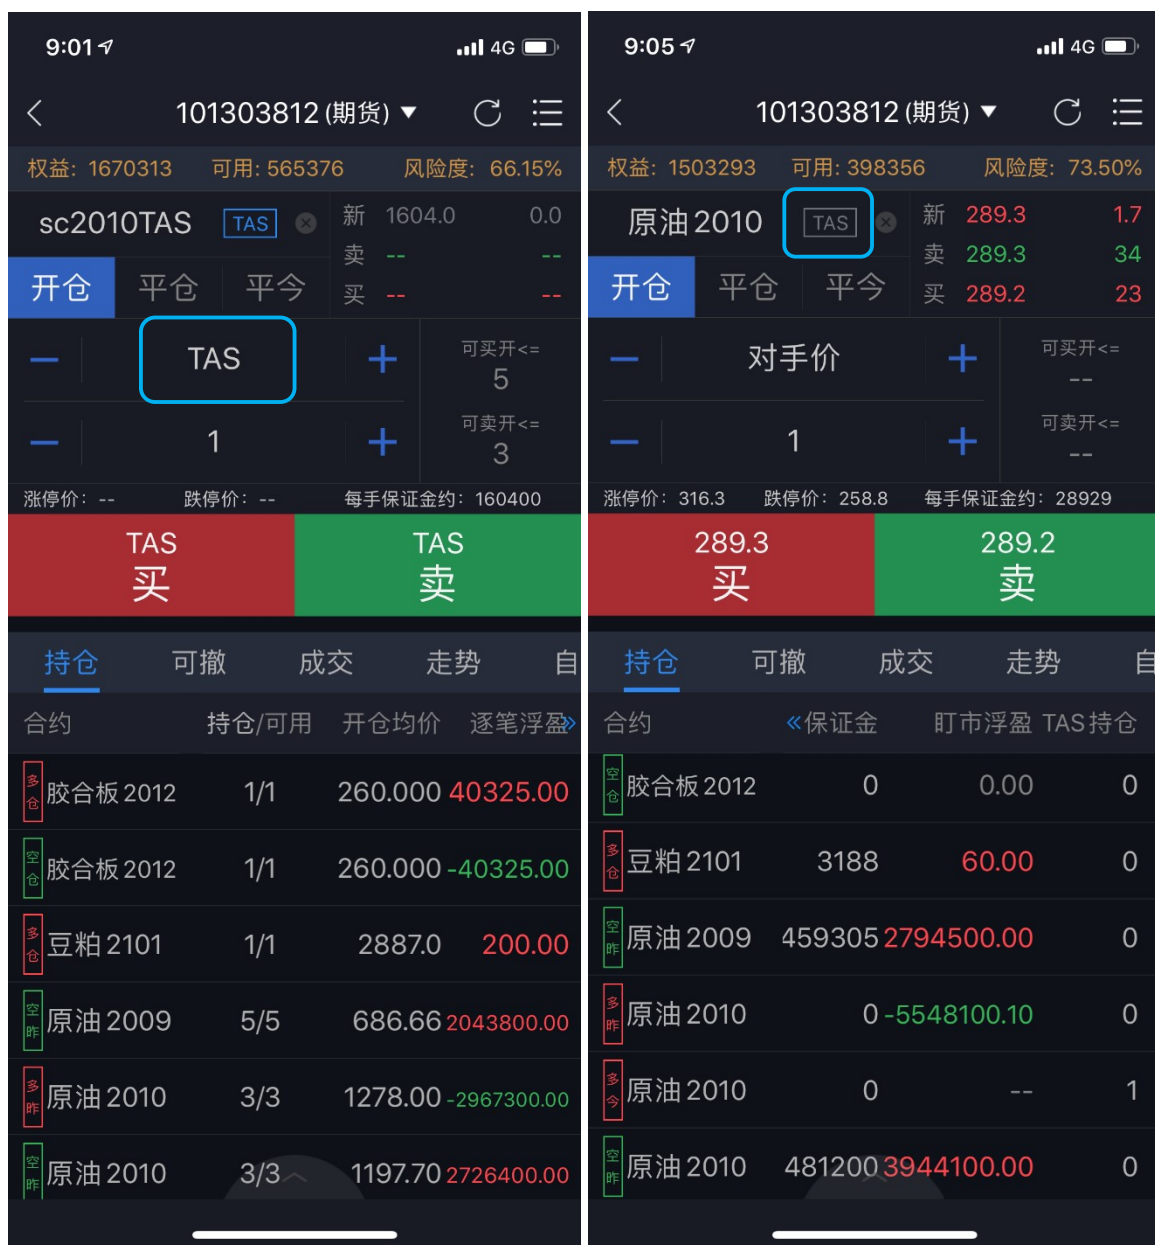 9:01
4G
101303812(期货)
权益: 1670313 可用: 565376 风险度: 66.15%
sc2010TAS TAS 新 1604.0 0.0
卖 -- --
开仓 平仓 平今 买 -- --
TAS 可买开<=
5
1 可卖开<=
3
涨停价: -- 跌停价: -- 每手保证金约: 160400
TAS TAS
买 卖
持仓 可撤 成交 走势 自
合约 持仓/可用 开仓均价 逐笔浮盈»
多仓 胶合板2012 1/1 260.000 40325.00
空仓 胶合板2012 1/1 260.000 -40325.00
多仓 豆粕2101 1/1 2887.0 200.00
空昨 原油2009 5/5 686.66 2043800.00
多昨 原油2010 3/3 1278.00 -2967300.00
空昨 原油2010 3/3 1197.70 2726400.00
9:05
4G
101303812(期货)
权益: 1503293 可用: 398356 风险度: 73.50%
原油2010 TAS 新 289.3 1.7
卖 289.3 34
开仓 平仓 平今 买 289.2 23
对手价 可买开<=
--
1 可卖开<=
--
涨停价: 316.3 跌停价: 258.8 每手保证金约: 28929
289.3 289.2
买 卖
持仓 可撤 成交 走势 自
合约 «保证金 盯市浮盈 TAS持仓
空仓 胶合板2012 0 0.00 0
多仓 豆粕2101 3188 60.00 0
空昨 原油2009 459305 2794500.00 0
多昨 原油2010 0 -5548100.10 0
多今 原油2010 0 -- 1
空昨 原油2010 481200 3944100.00 0